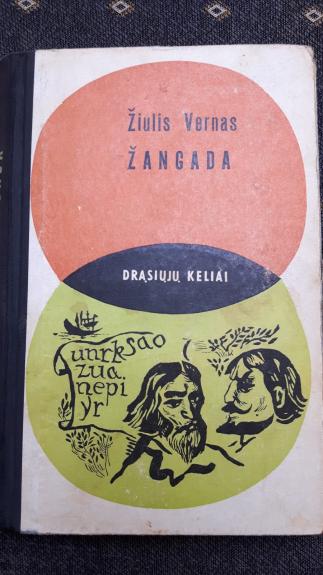 Žiulis Vernas
ŽANGADA
DRĄSIŲJŲ KELIAI
unrksao
zua.
nepi
yr